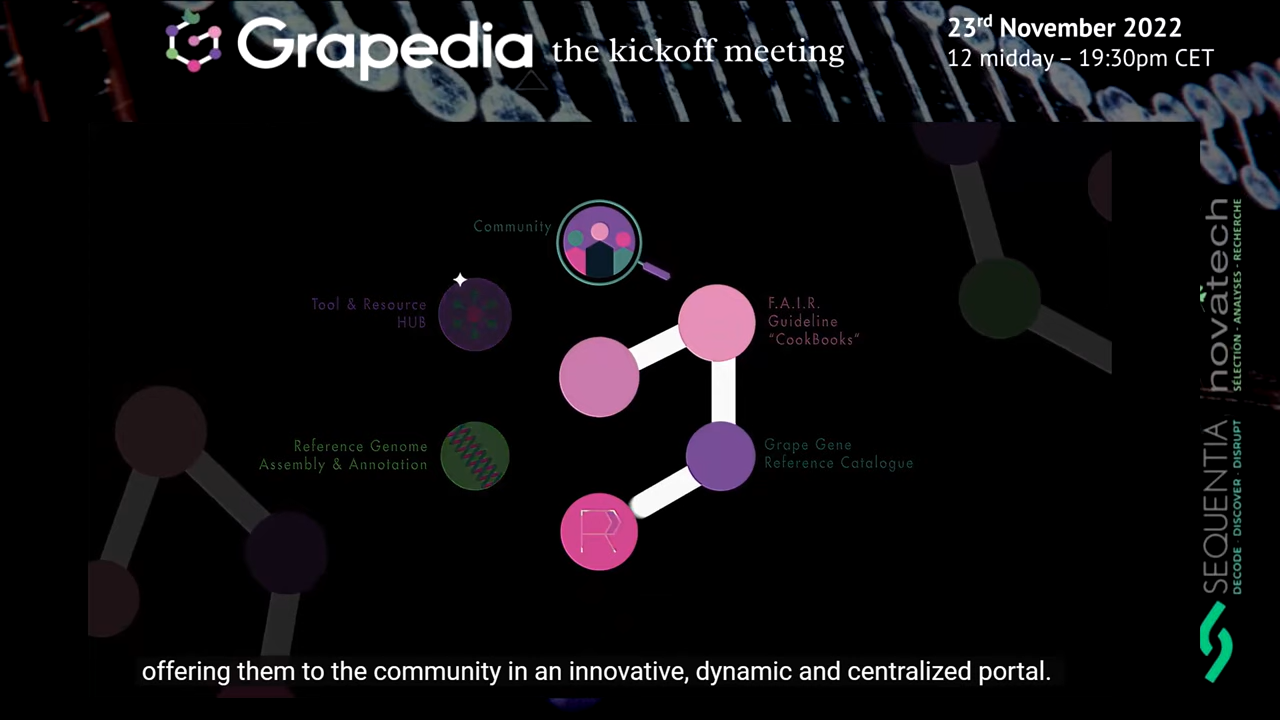 Grapedia the kickoff meeting
23rd November 2022
12 midday – 19:30pm CET
Community
Tool & Resource
HUB
F.A.I.R.
Guideline
"CookBooks"
Reference Genome
Assembly & Annotation
Grape Gene
Reference Catalogue
R
novatech
SÉLECTION - ANALYSES - RECHERCHE
SEQUENTIA
DECODE · DISCOVER · DISRUPT
offering them to the community in an innovative, dynamic and centralized portal.